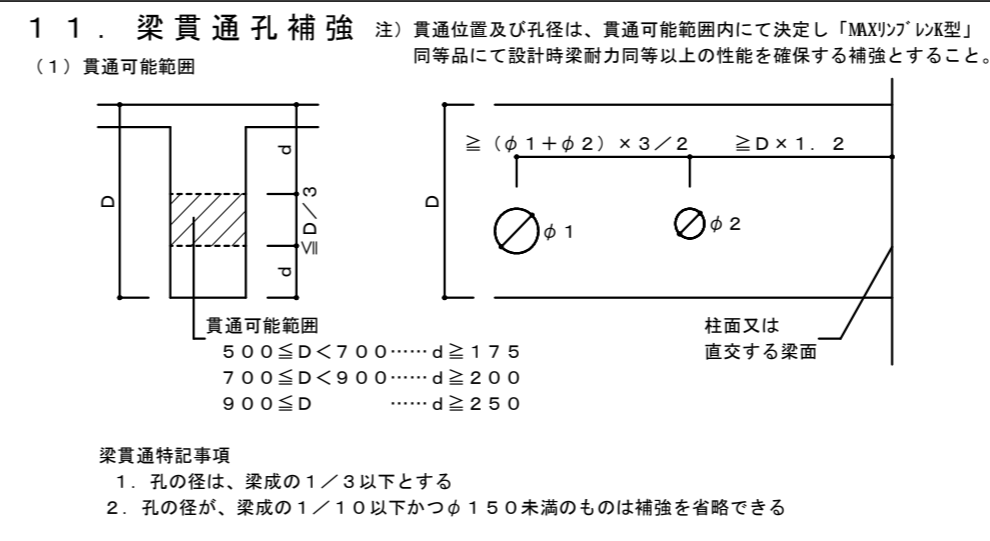 １１．梁貫通孔補強
注）貫通位置及び孔径は、貫通可能範囲内にて決定し「MAXﾘﾝﾌﾞﾚﾝK型」
同等品にて設計時梁耐力同等以上の性能を確保する補強とすること。
（１）貫通可能範囲
D
d
≦D／３
d
貫通可能範囲
D
≧（φ１＋φ２）×３／２
≧D×１．２
φ１
φ２
柱面又は
直交する梁面
５００≦D＜７００……d≧１７５
７００≦D＜９００……d≧２００
９００≦D　　　……d≧２５０
梁貫通特記事項
１．孔の径は、梁成の１／３以下とする
２．孔の径が、梁成の１／１０以下かつφ１５０未満のものは補強を省略できる